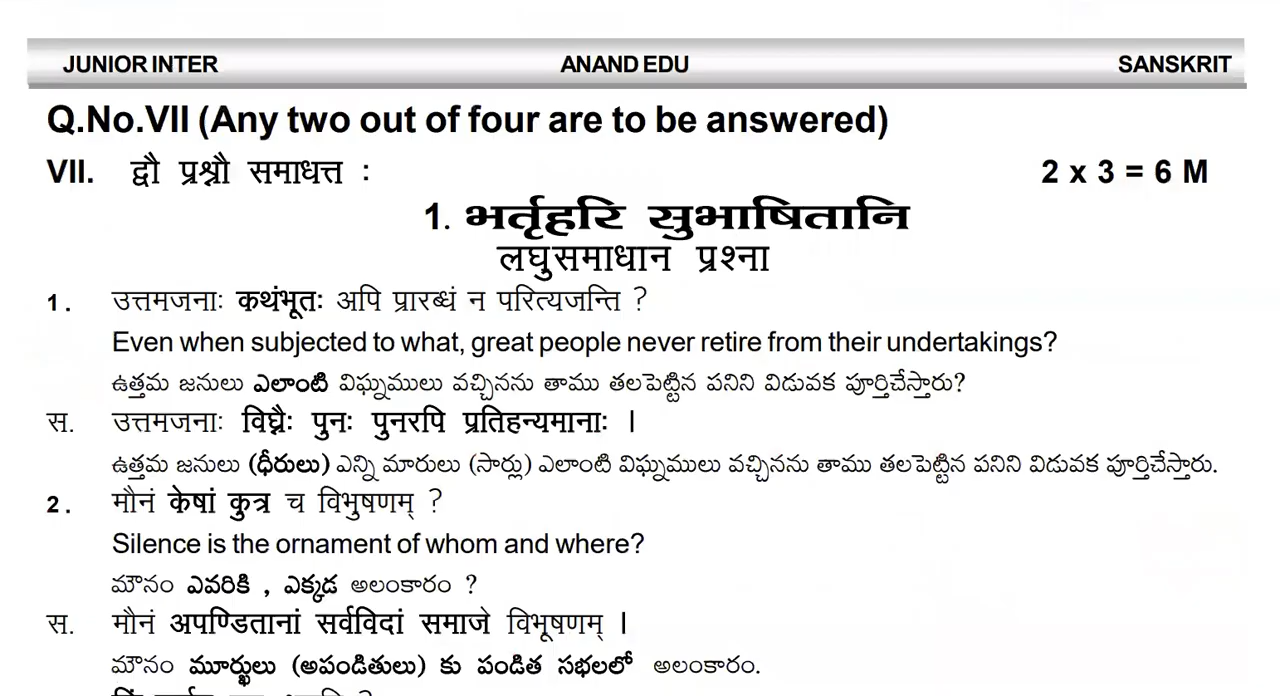 JUNIOR INTER ANAND EDU SANSKRIT
Q.No.VII (Any two out of four are to be answered)
VII. द्वौ प्रश्नौ समाधत्त : 2 x 3 = 6 M
1. भर्तृहरि सुभाषितानि
लघुसमाधान प्रश्ना
1. उत्तमजनाः कथंभूतः अपि प्रारब्धं न परित्यजन्ति ?
Even when subjected to what, great people never retire from their undertakings?
ఉత్తమ జనులు ఎలాంటి విఘ్నములు వచ్చినను తాము తలపెట్టిన పనిని విడువక పూర్తిచేస్తారు?
स. उत्तमजनाः विघ्नैः पुनः पुनरपि प्रतिहन्यमानाः ।
ఉత్తమ జనులు (ధీరులు) ఎన్ని మారులు (సార్లు) ఎలాంటి విఘ్నములు వచ్చినను తాము తలపెట్టిన పనిని విడువక పూర్తిచేస్తారు.
2. मौनं केषां कुत्र च विभुषणम् ?
Silence is the ornament of whom and where?
మౌనం ఎవరికి , ఎక్కడ అలంకారం ?
स. मौनं अपण्डितानां सर्वविदां समाजे विभूषणम् ।
మౌనం మూర్ఖులు (అపండితులు) కు పండిత సభలలో అలంకారం.